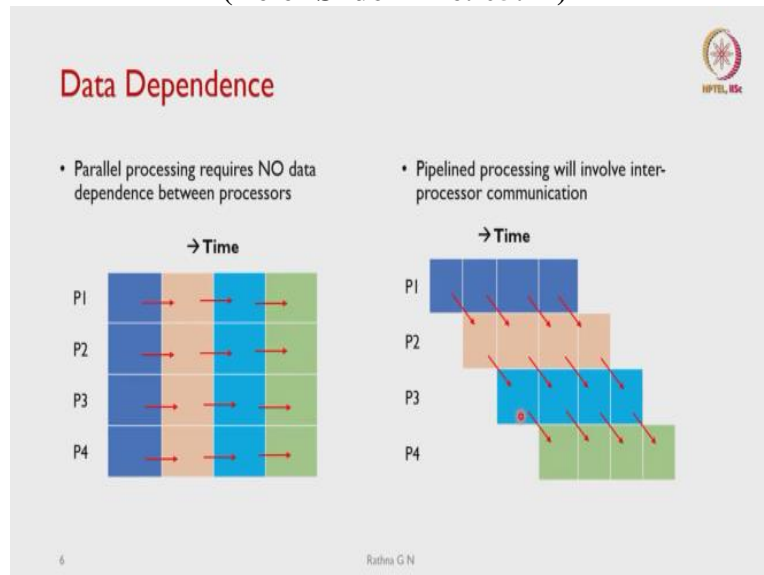 Data Dependence
NPTEL, IISc
• Parallel processing requires NO data
dependence between processors
→Time
P1
P2
P3
P4
• Pipelined processing will involve inter-
processor communication
→Time
P1
P2
P3
P4
6
Rathna G N